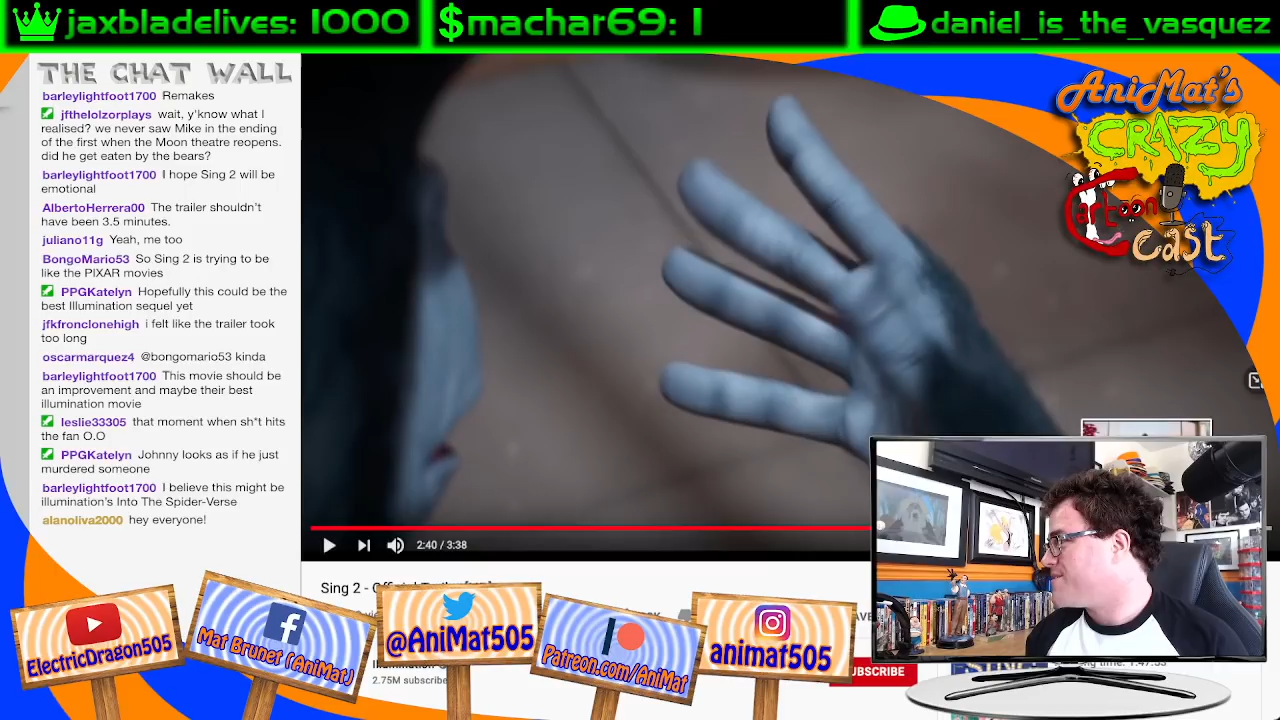 jaxbladelives: 1000
$machar69: 1
daniel_is_the_vasquez
THE CHAT WALL
barleylightfoot1700 Remakes
jfthelolzorplays wait, y'know what I
realised? we never saw Mike in the ending
of the first when the Moon theatre reopens.
did he get eaten by the bears?
barleylightfoot1700 I hope Sing 2 will be
emotional
AlbertoHerrera00 The trailer shouldn't
have been 3.5 minutes.
juliano11g Yeah, me too
BongoMario53 So Sing 2 is trying to be
like the PIXAR movies
PPGKatelyn Hopefully this could be the
best Illumination sequel yet
jfkfronclonehigh i felt like the trailer took
too long
oscarmarquez4 @bongomario53 kinda
barleylightfoot1700 This movie should be
an improvement and maybe their best
illumination movie
leslie33305 that moment when sh*t hits
the fan O.O
PPGKatelyn Johnny looks as if he just
murdered someone
barleylightfoot1700 I believe this might be
illumination's Into The Spider-Verse
alanoliva2000 hey everyone!
AniMat's
CRAZY
Cartoon
Cast
2:40 / 3:38
Sing 2 -
2.75M subscribe
SUBSCRIBE
ElectricDragon505
Mat Brunet (AniMat)
@AniMat505
Patreon.com/AniMat
animat505